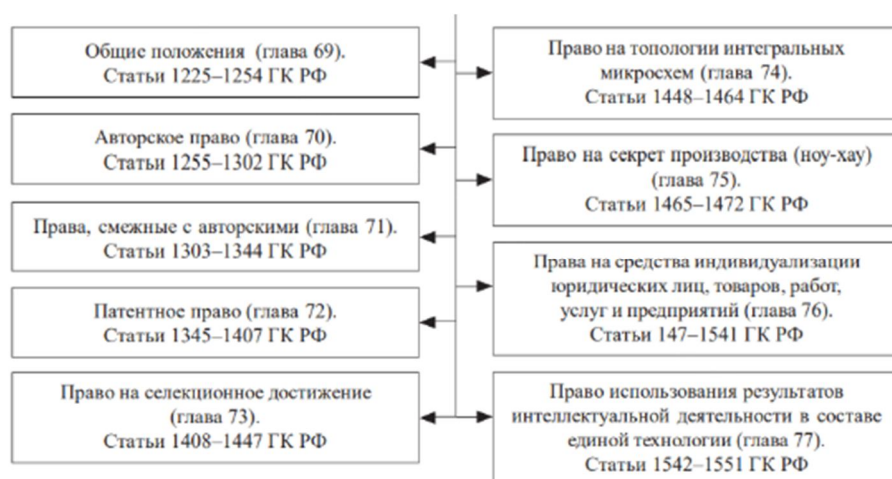 Общие положения (глава 69).
Статьи 1225–1254 ГК РФ
Авторское право (глава 70).
Статьи 1255–1302 ГК РФ
Права, смежные с авторскими (глава 71).
Статьи 1303–1344 ГК РФ
Патентное право (глава 72).
Статьи 1345–1407 ГК РФ
Право на селекционное достижение
(глава 73).
Статьи 1408–1447 ГК РФ
Право на топологии интегральных
микросхем (глава 74).
Статьи 1448–1464 ГК РФ
Право на секрет производства (ноу-хау)
(глава 75).
Статьи 1465–1472 ГК РФ
Права на средства индивидуализации
юридических лиц, товаров, работ,
услуг и предприятий (глава 76).
Статьи 147–1541 ГК РФ
Право использования результатов
интеллектуальной деятельности в составе
единой технологии (глава 77).
Статьи 1542–1551 ГК РФ